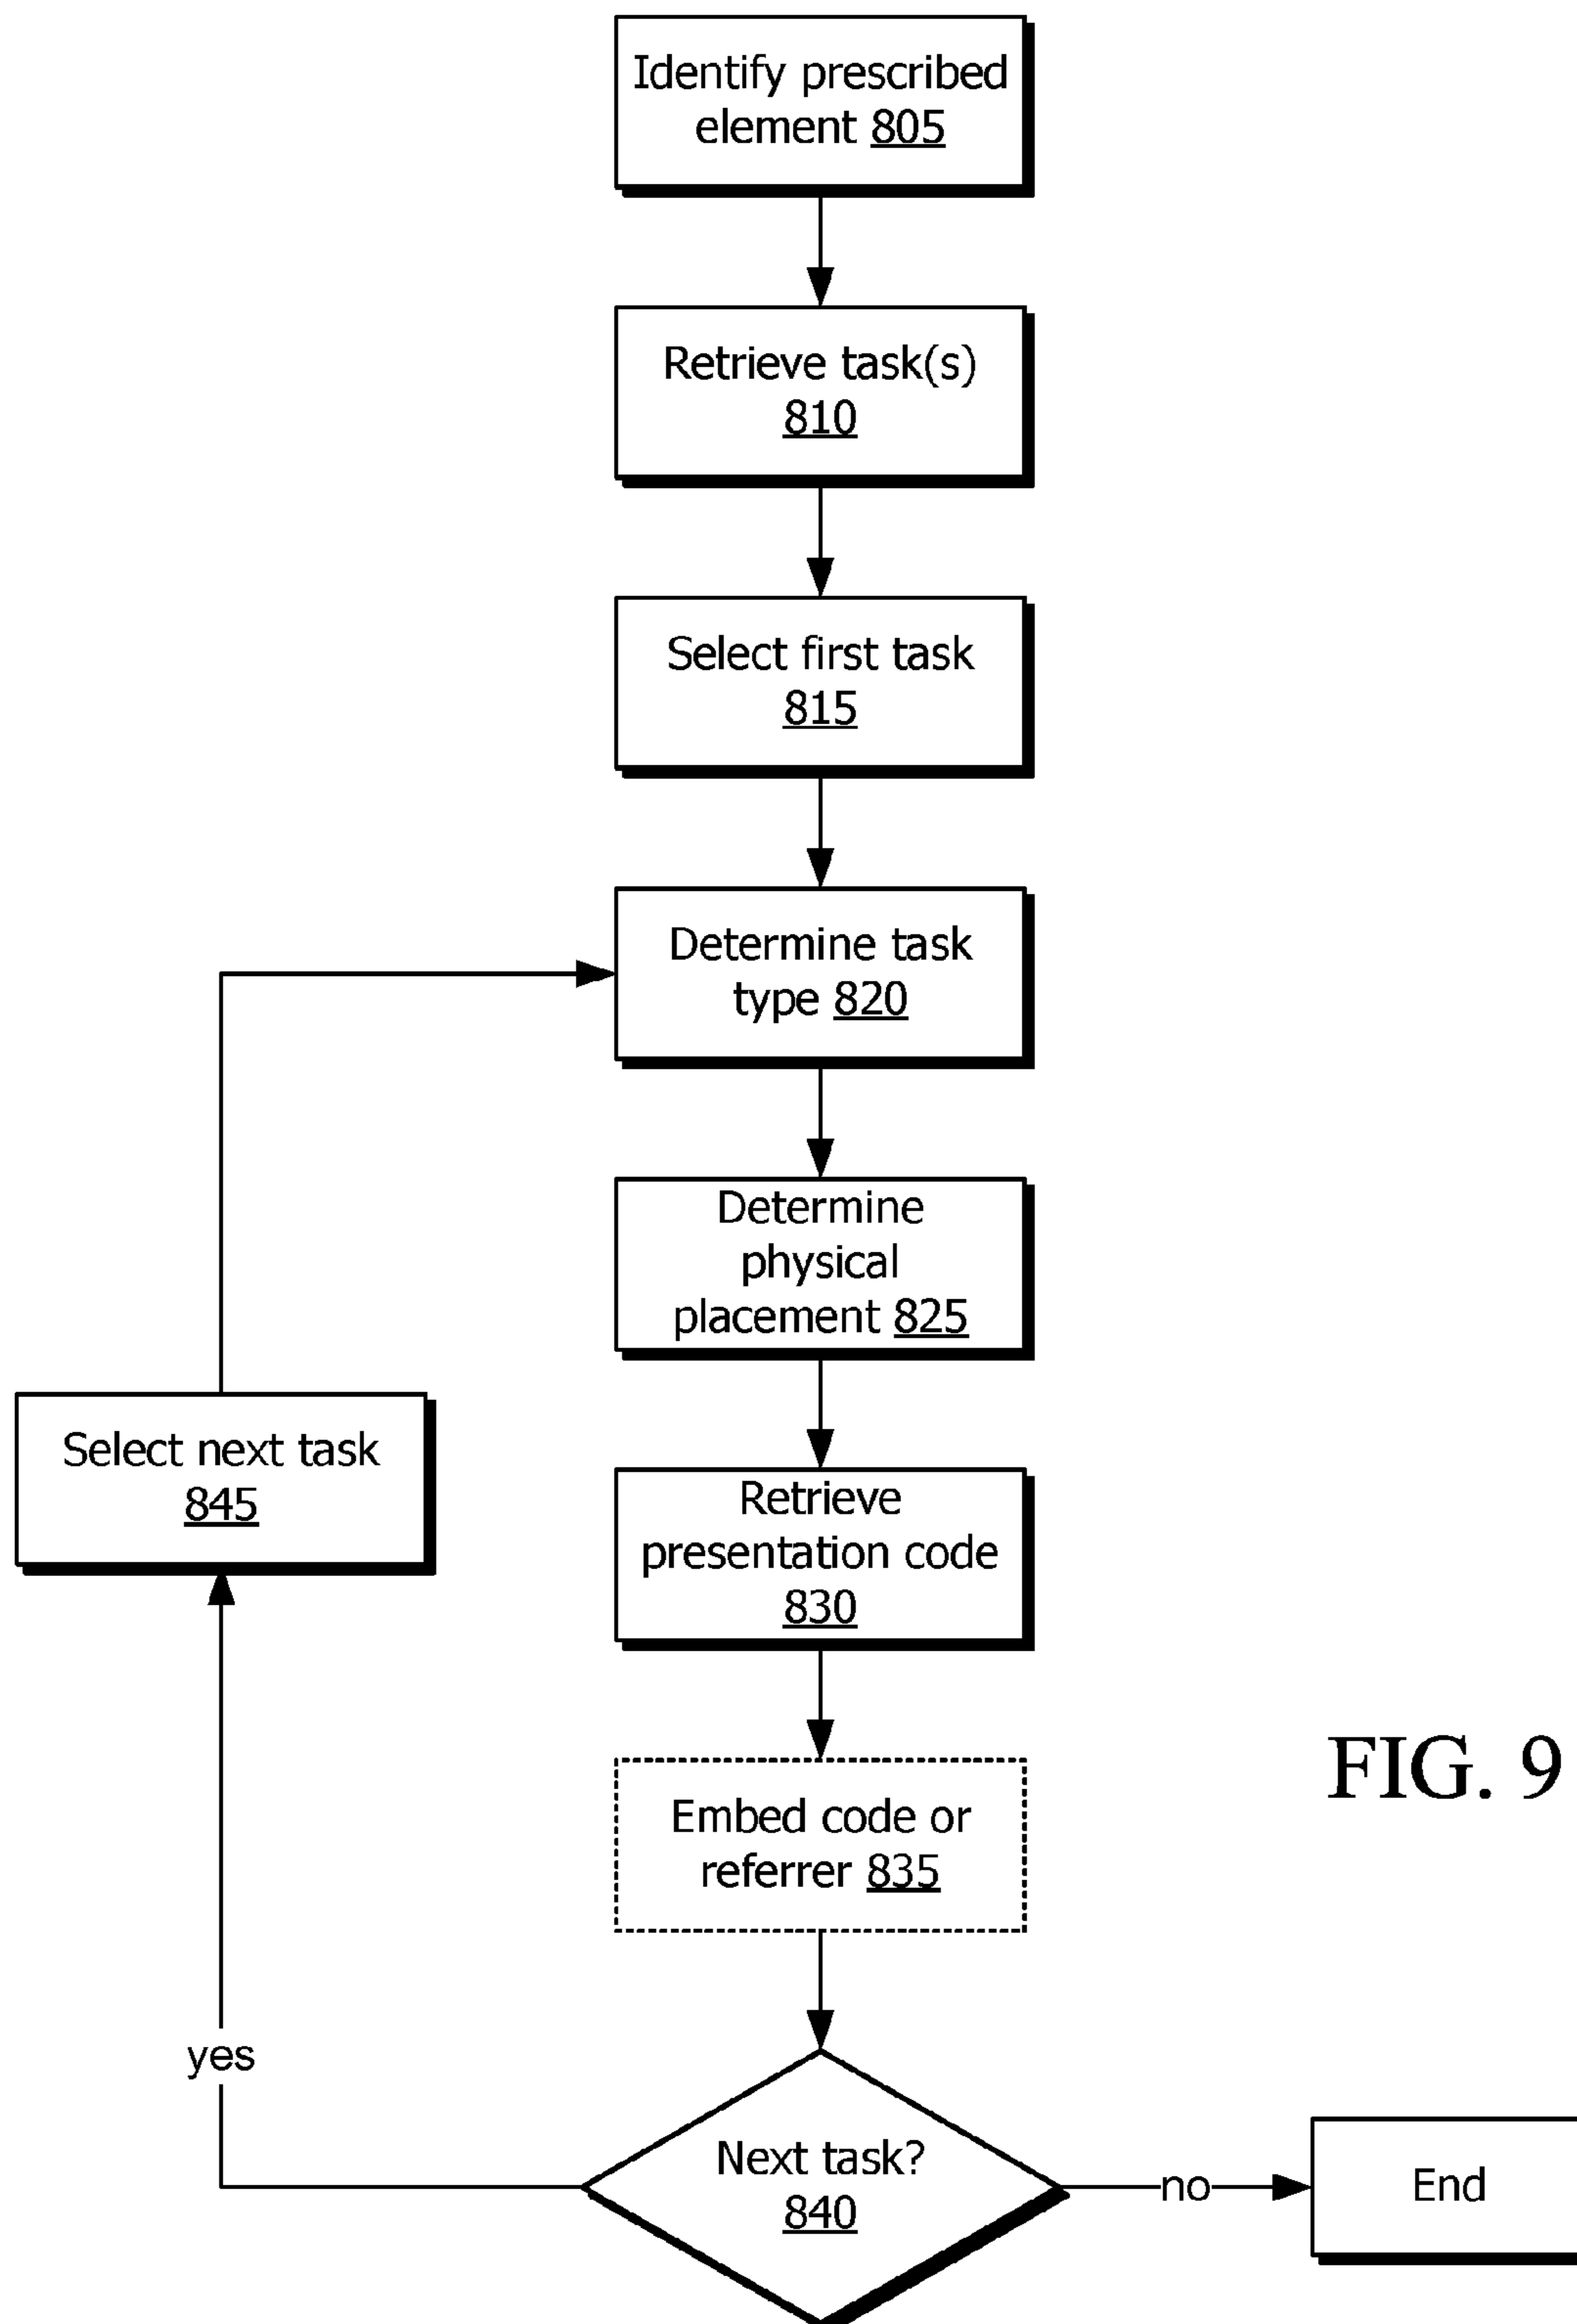 Identify prescribed
element 805
Retrieve task(s)
810
Select first task
815
Determine task
type 820
Determine
physical
placement 825
Select next task
845
Retrieve
presentation code
830
Embed code or
referrer 835
FIG. 9
yes
Next task?
840
no
End